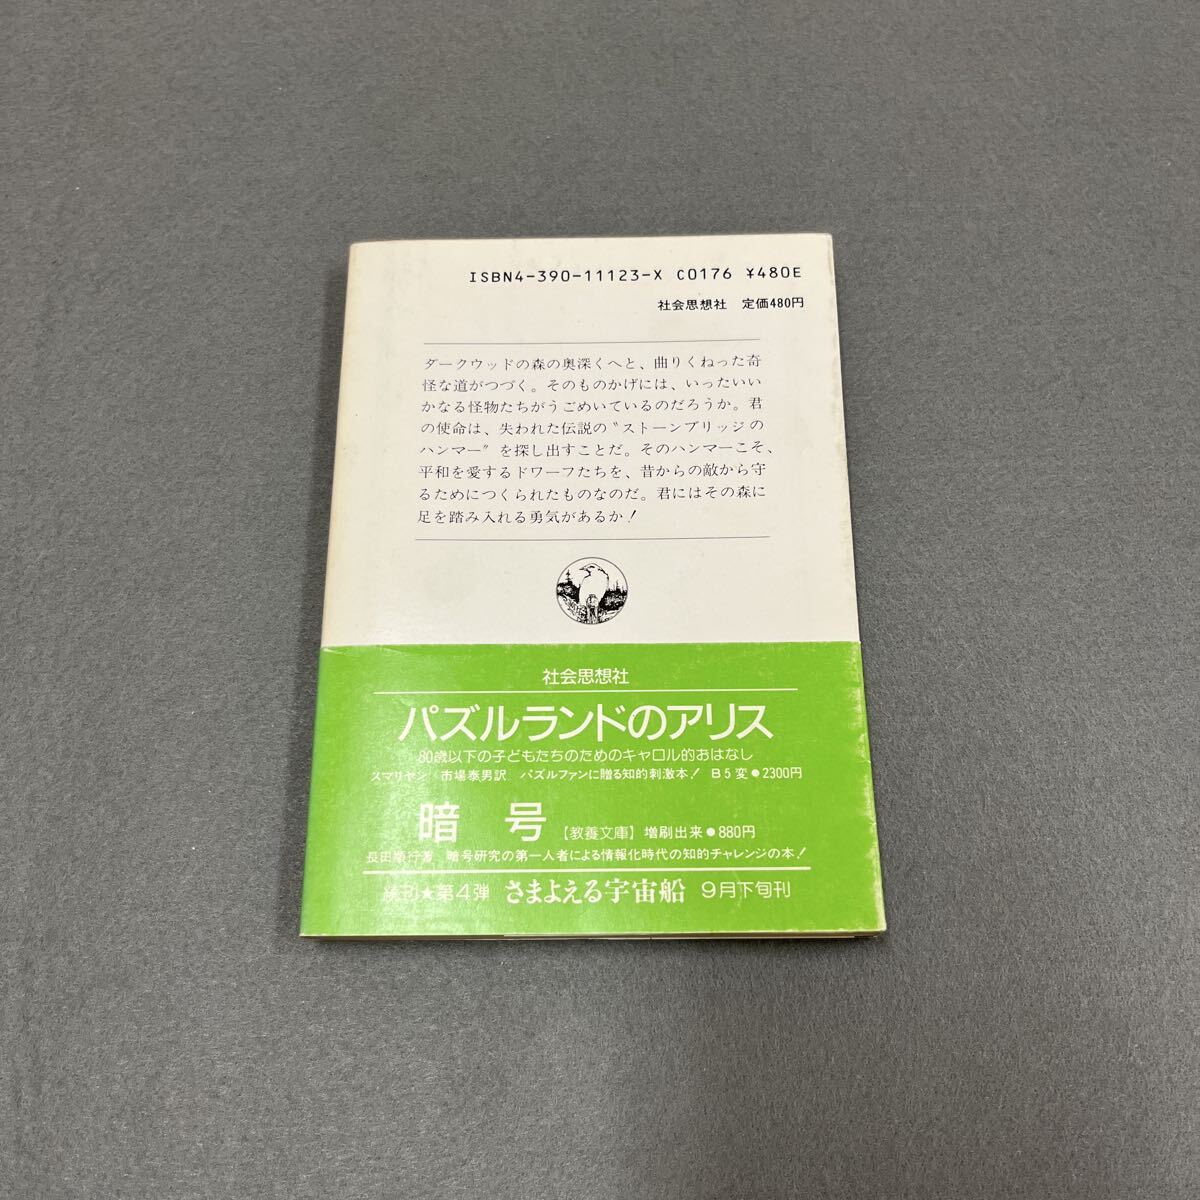 ISBN4-390-11123-X C0176 ¥480E
社会思想社 定価480円
ダークウッドの森の奥深くへと、曲りくねった奇
怪な道がつづく。そのものかげには、いったいい
かなる怪物たちがうごめいているのだろうか。君
の使命は、失われた伝説の〝ストーンブリッジの
ハンマー〟を探し出すことだ。そのハンマーこそ、
平和を愛するドワーフたちを、昔からの敵から守
るためにつくられたものなのだ。君にはその森に
足を踏み入れる勇気があるか!
社会思想社
パズルランドのアリス
80歳以下の子どもたちのためのキャロル的おはなし
スマリヤン 市場泰男訳 パズルファンに贈る知的刺激本! B5変●2300円
暗号【教養文庫】増刷出来●880円
長田順行著 暗号研究の第一人者による情報化時代の知的チャレンジの本!
続刊★第4弾 さまよえる宇宙船 9月下旬刊